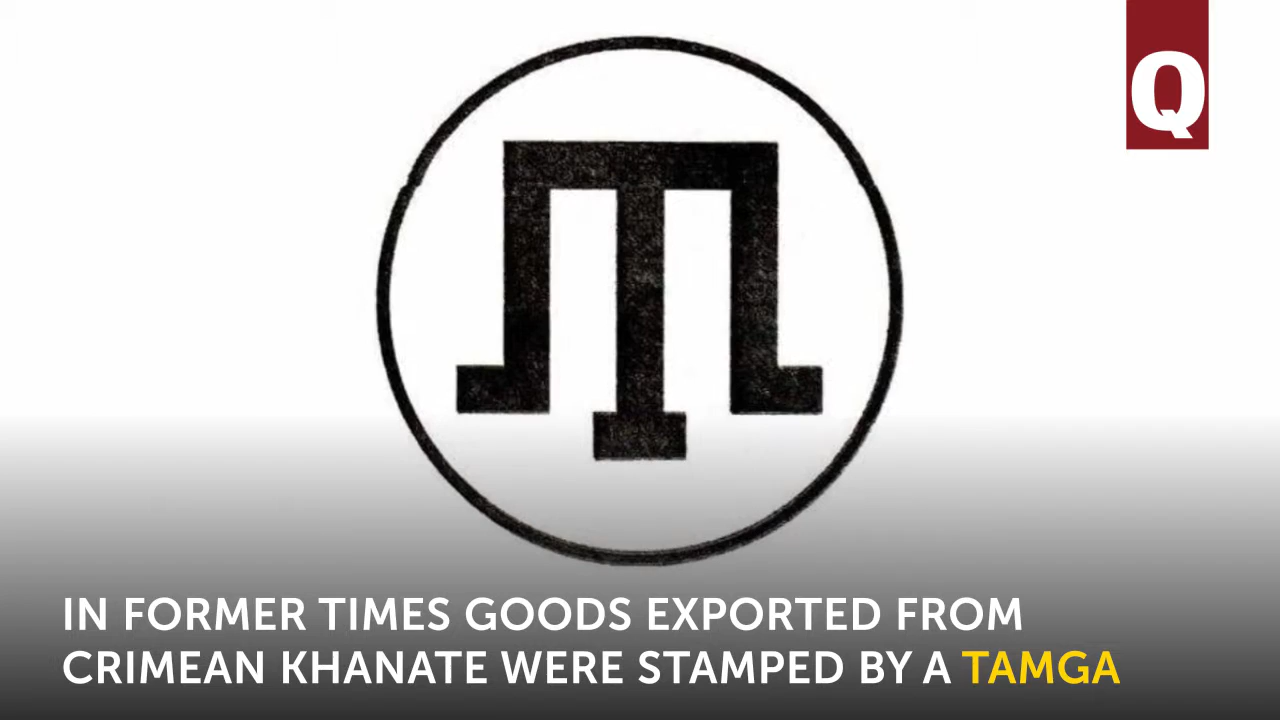 Q
IN FORMER TIMES GOODS EXPORTED FROM
CRIMEAN KHANATE WERE STAMPED BY A TAMGA